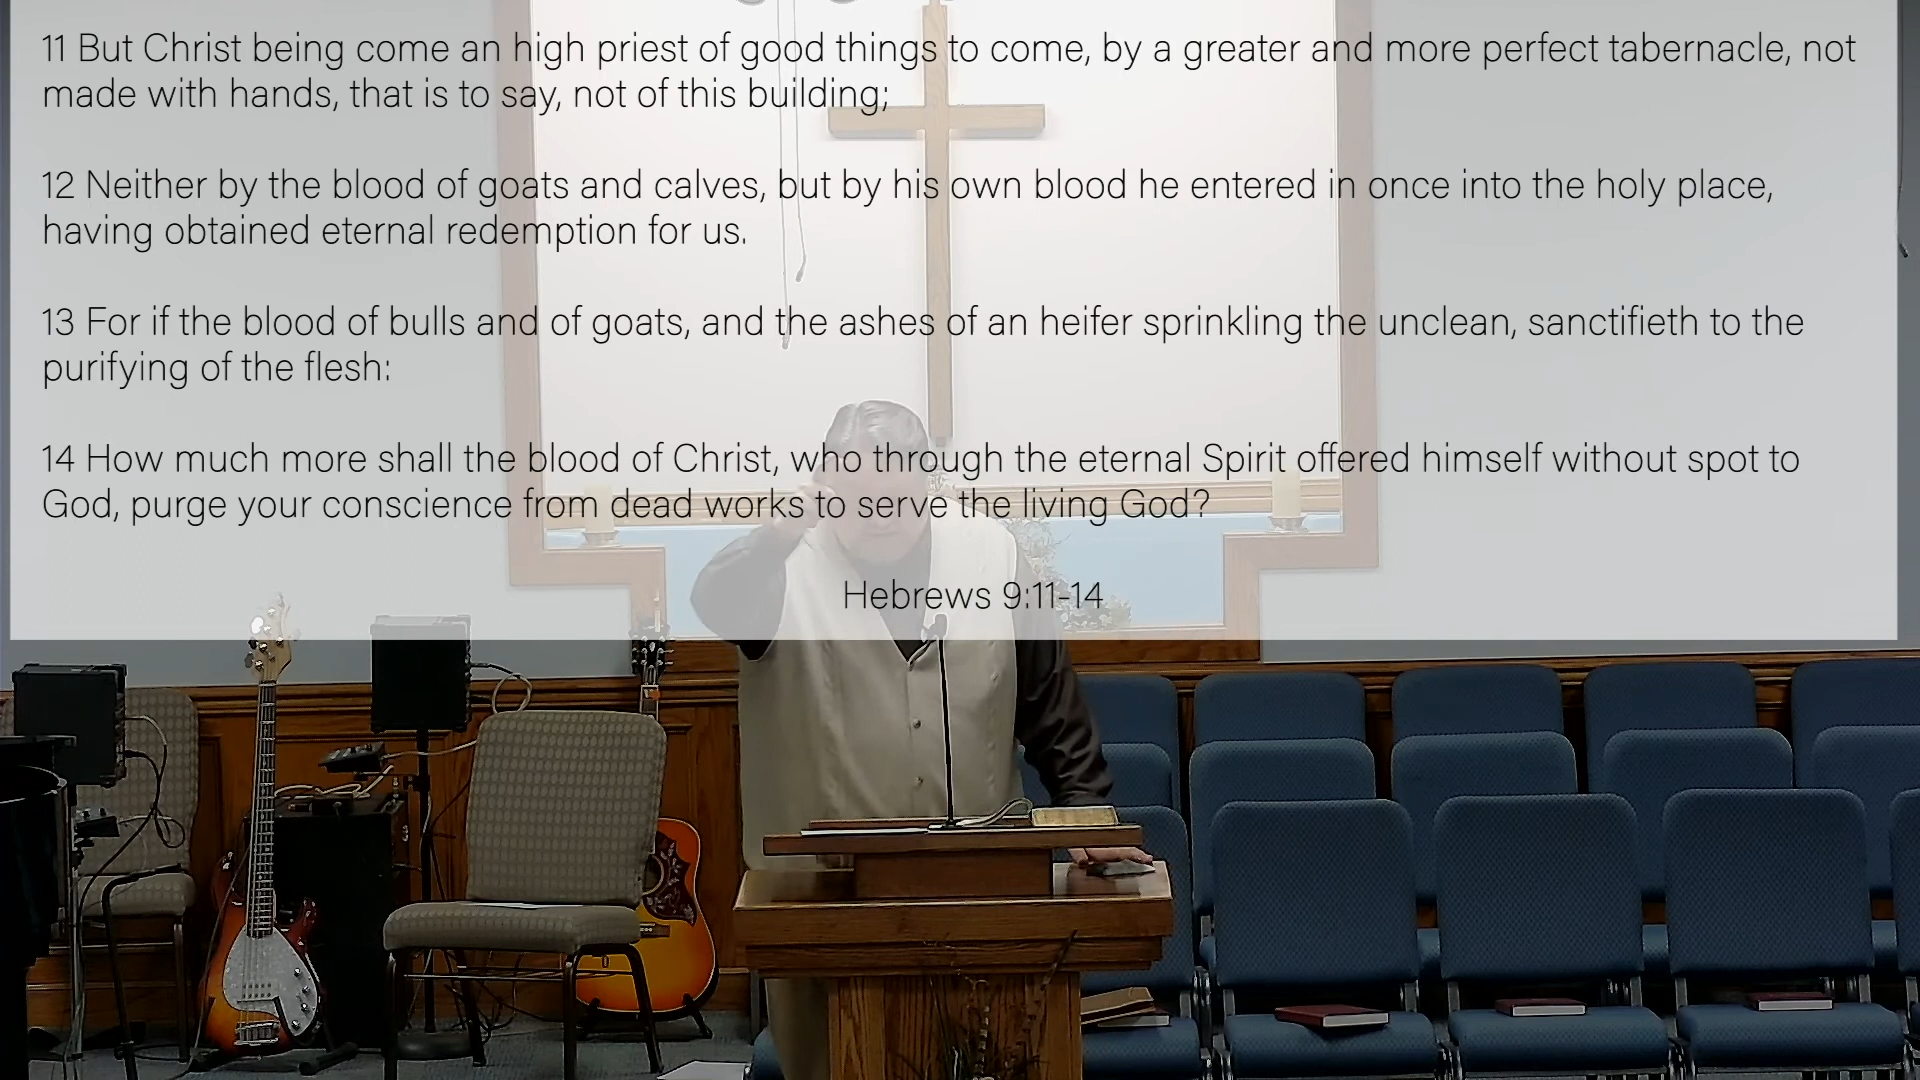 11 But Christ being come an high priest of good things to come, by a greater and more perfect tabernacle, not
made with hands, that is to say, not of this building;
12 Neither by the blood of goats and calves, but by his own blood he entered in once into the holy place,
having obtained eternal redemption for us.
13 For if the blood of bulls and of goats, and the ashes of an heifer sprinkling the unclean, sanctifieth to the
purifying of the flesh:
14 How much more shall the blood of Christ, who through the eternal Spirit offered himself without spot to
God, purge your conscience from dead works to serve the living God?
Hebrews 9:11-14